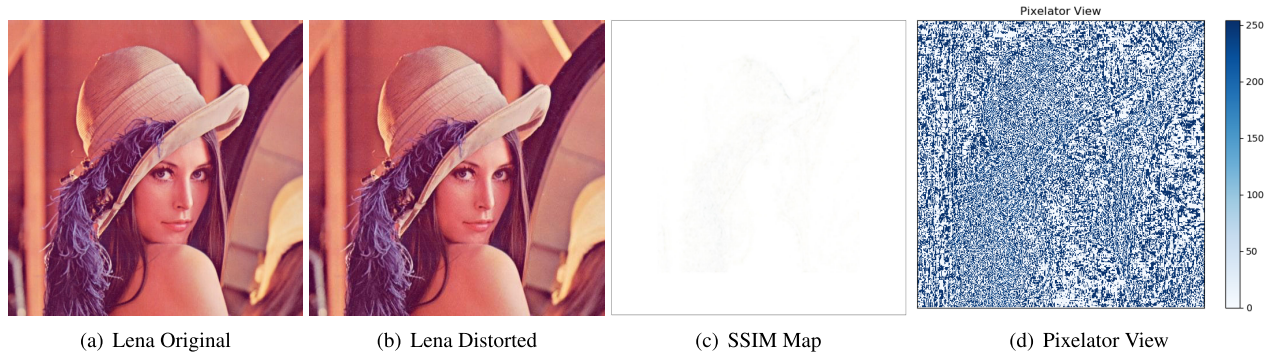 Pixelator View
250
200
150
100
50
0
(a) Lena Original
(b) Lena Distorted
(c) SSIM Map
(d) Pixelator View